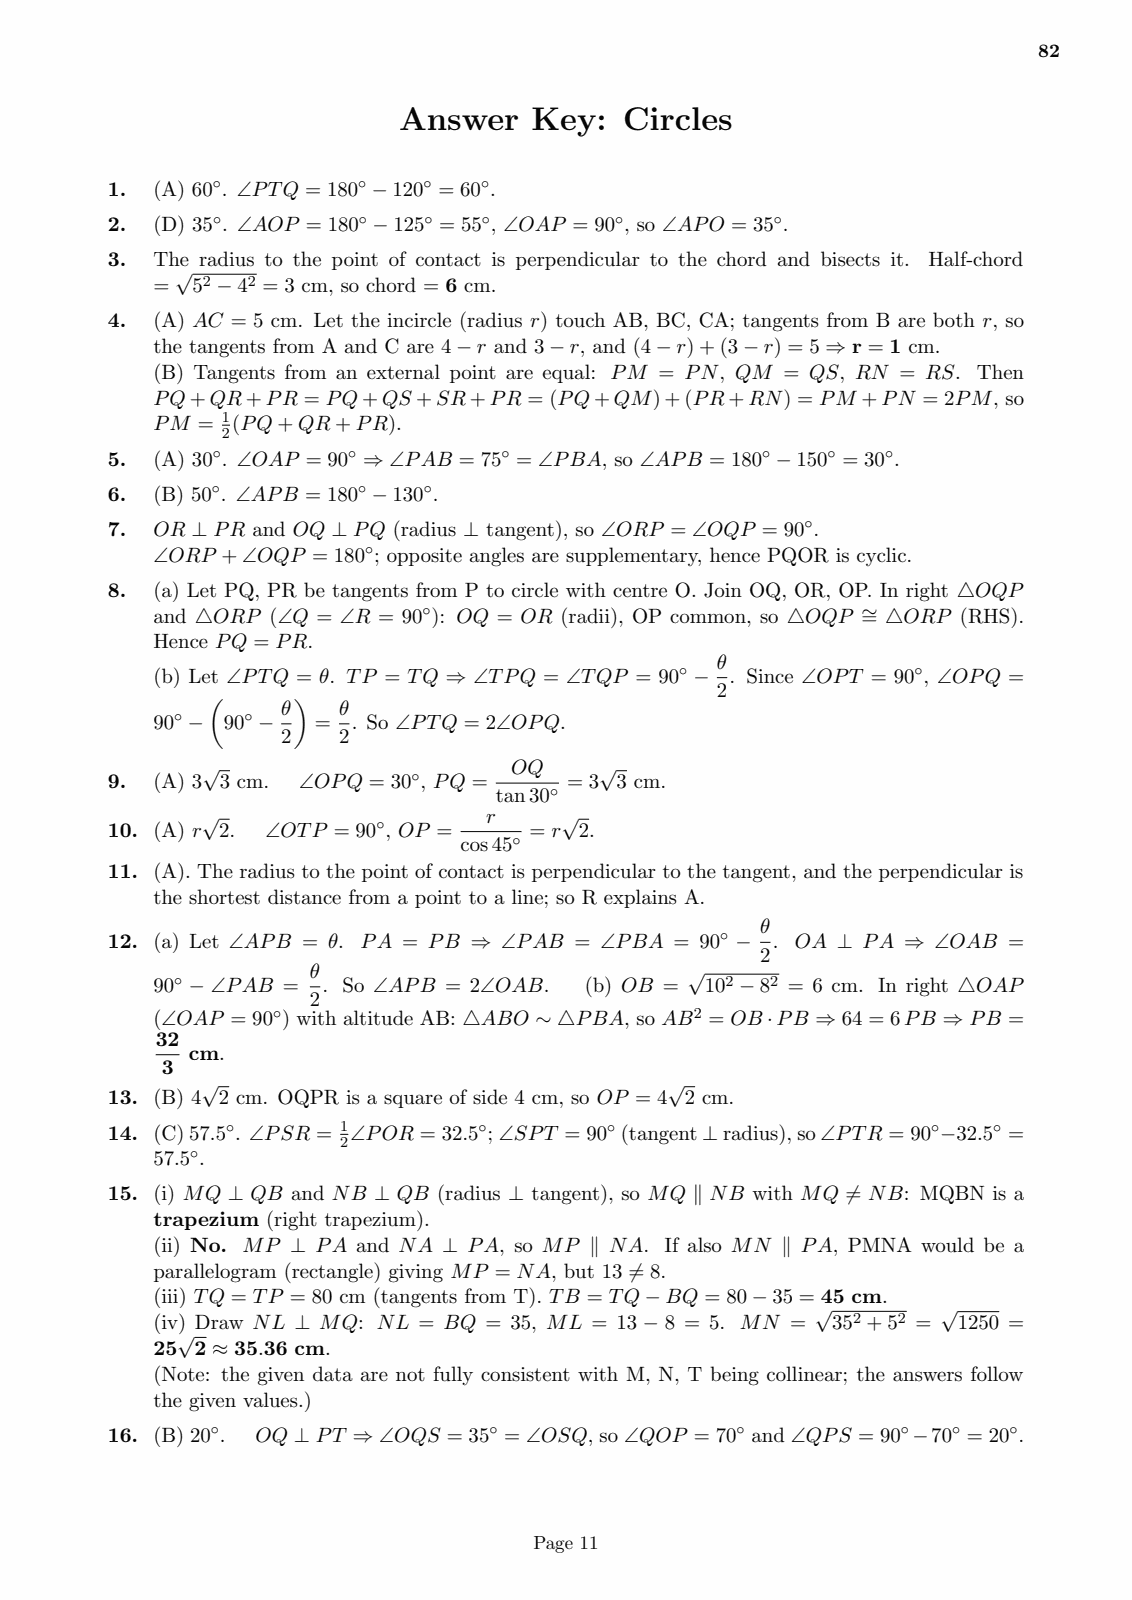 82
Answer Key: Circles
1. (A) 60°. ∠PTQ = 180° − 120° = 60°.
2. (D) 35°. ∠AOP = 180° − 125° = 55°, ∠OAP = 90°, so ∠APO = 35°.
3. The radius to the point of contact is perpendicular to the chord and bisects it. Half-chord
= √(5² − 4²) = 3 cm, so chord = 6 cm.
4. (A) AC = 5 cm. Let the incircle (radius r) touch AB, BC, CA; tangents from B are both r, so
the tangents from A and C are 4 − r and 3 − r, and (4 − r) + (3 − r) = 5 ⇒ r = 1 cm.
(B) Tangents from an external point are equal: PM = PN, QM = QS, RN = RS. Then
PQ + QR + PR = PQ + QS + SR + PR = (PQ + QM) + (PR + RN) = PM + PN = 2PM, so
PM = 1/2(PQ + QR + PR).
5. (A) 30°. ∠OAP = 90° ⇒ ∠PAB = 75° = ∠PBA, so ∠APB = 180° − 150° = 30°.
6. (B) 50°. ∠APB = 180° − 130°.
7. OR ⊥ PR and OQ ⊥ PQ (radius ⊥ tangent), so ∠ORP = ∠OQP = 90°.
∠ORP + ∠OQP = 180°; opposite angles are supplementary, hence PQOR is cyclic.
8. (a) Let PQ, PR be tangents from P to circle with centre O. Join OQ, OR, OP. In right △OQP
and △ORP (∠Q = ∠R = 90°): OQ = OR (radii), OP common, so △OQP ≅ △ORP (RHS).
Hence PQ = PR.
(b) Let ∠PTQ = θ. TP = TQ ⇒ ∠TPQ = ∠TQP = 90° − θ/2. Since ∠OPT = 90°, ∠OPQ =
90° − (90° − θ/2) = θ/2. So ∠PTQ = 2∠OPQ.
9. (A) 3√3 cm. ∠OPQ = 30°, PQ = OQ/tan 30° = 3√3 cm.
10. (A) r√2. ∠OTP = 90°, OP = r/cos 45° = r√2.
11. (A). The radius to the point of contact is perpendicular to the tangent, and the perpendicular is
the shortest distance from a point to a line; so R explains A.
12. (a) Let ∠APB = θ. PA = PB ⇒ ∠PAB = ∠PBA = 90° − θ/2. OA ⊥ PA ⇒ ∠OAB =
90° − ∠PAB = θ/2. So ∠APB = 2∠OAB. (b) OB = √(10² − 8²) = 6 cm. In right △OAP
(∠OAP = 90°) with altitude AB: △ABO ∼ △PBA, so AB² = OB · PB ⇒ 64 = 6 PB ⇒ PB =
32/3 cm.
13. (B) 4√2 cm. OQPR is a square of side 4 cm, so OP = 4√2 cm.
14. (C) 57.5°. ∠PSR = 1/2∠POR = 32.5°; ∠SPT = 90° (tangent ⊥ radius), so ∠PTR = 90°−32.5° =
57.5°.
15. (i) MQ ⊥ QB and NB ⊥ QB (radius ⊥ tangent), so MQ ∥ NB with MQ ≠ NB: MQBN is a
trapezium (right trapezium).
(ii) No. MP ⊥ PA and NA ⊥ PA, so MP ∥ NA. If also MN ∥ PA, PMNA would be a
parallelogram (rectangle) giving MP = NA, but 13 ≠ 8.
(iii) TQ = TP = 80 cm (tangents from T). TB = TQ − BQ = 80 − 35 = 45 cm.
(iv) Draw NL ⊥ MQ: NL = BQ = 35, ML = 13 − 8 = 5. MN = √(35² + 5²) = √1250 =
25√2 ≈ 35.36 cm.
(Note: the given data are not fully consistent with M, N, T being collinear; the answers follow
the given values.)
16. (B) 20°. OQ ⊥ PT ⇒ ∠OQS = 35° = ∠OSQ, so ∠QOP = 70° and ∠QPS = 90° − 70° = 20°.
Page 11